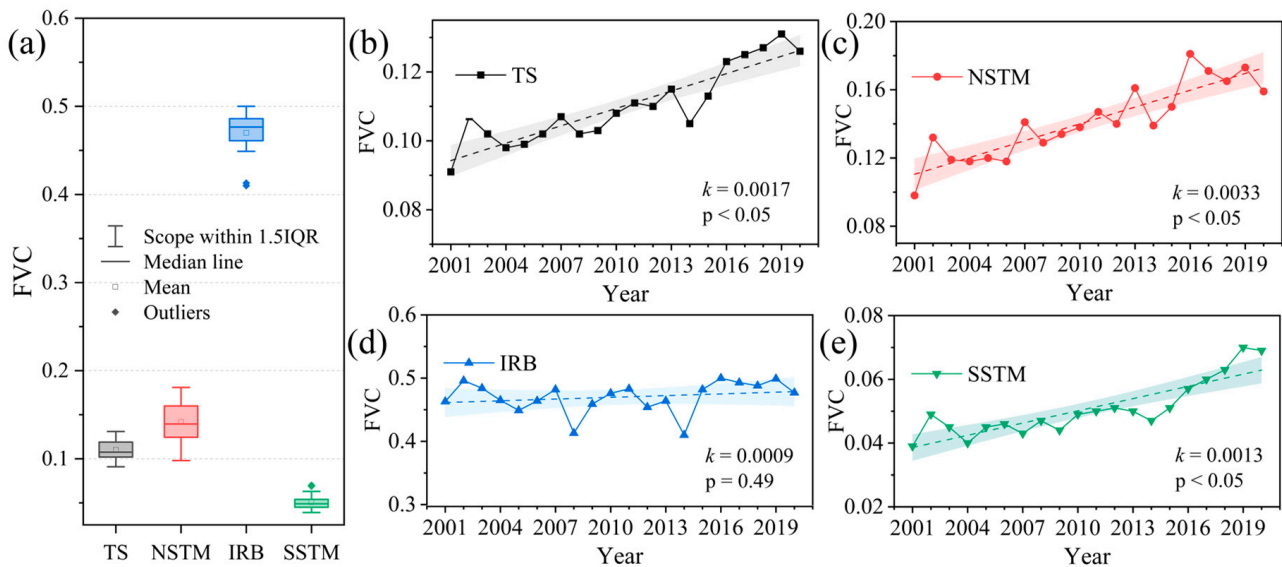 (a)
FVC
0.6
0.5
0.4
0.3
0.2
0.1
Scope within 1.5IQR
Median line
Mean
Outliers
TS NSTM IRB SSTM
(b)
FVC
0.12
0.10
0.08
TS
k = 0.0017
p < 0.05
2001 2004 2007 2010 2013 2016 2019
Year
(c)
FVC
0.20
0.16
0.12
0.08
NSTM
k = 0.0033
p < 0.05
2001 2004 2007 2010 2013 2016 2019
Year
(d)
FVC
0.6
0.5
0.4
0.3
IRB
k = 0.0009
p = 0.49
2001 2004 2007 2010 2013 2016 2019
Year
(e)
FVC
0.08
0.06
0.04
0.02
SSTM
k = 0.0013
p < 0.05
2001 2004 2007 2010 2013 2016 2019
Year